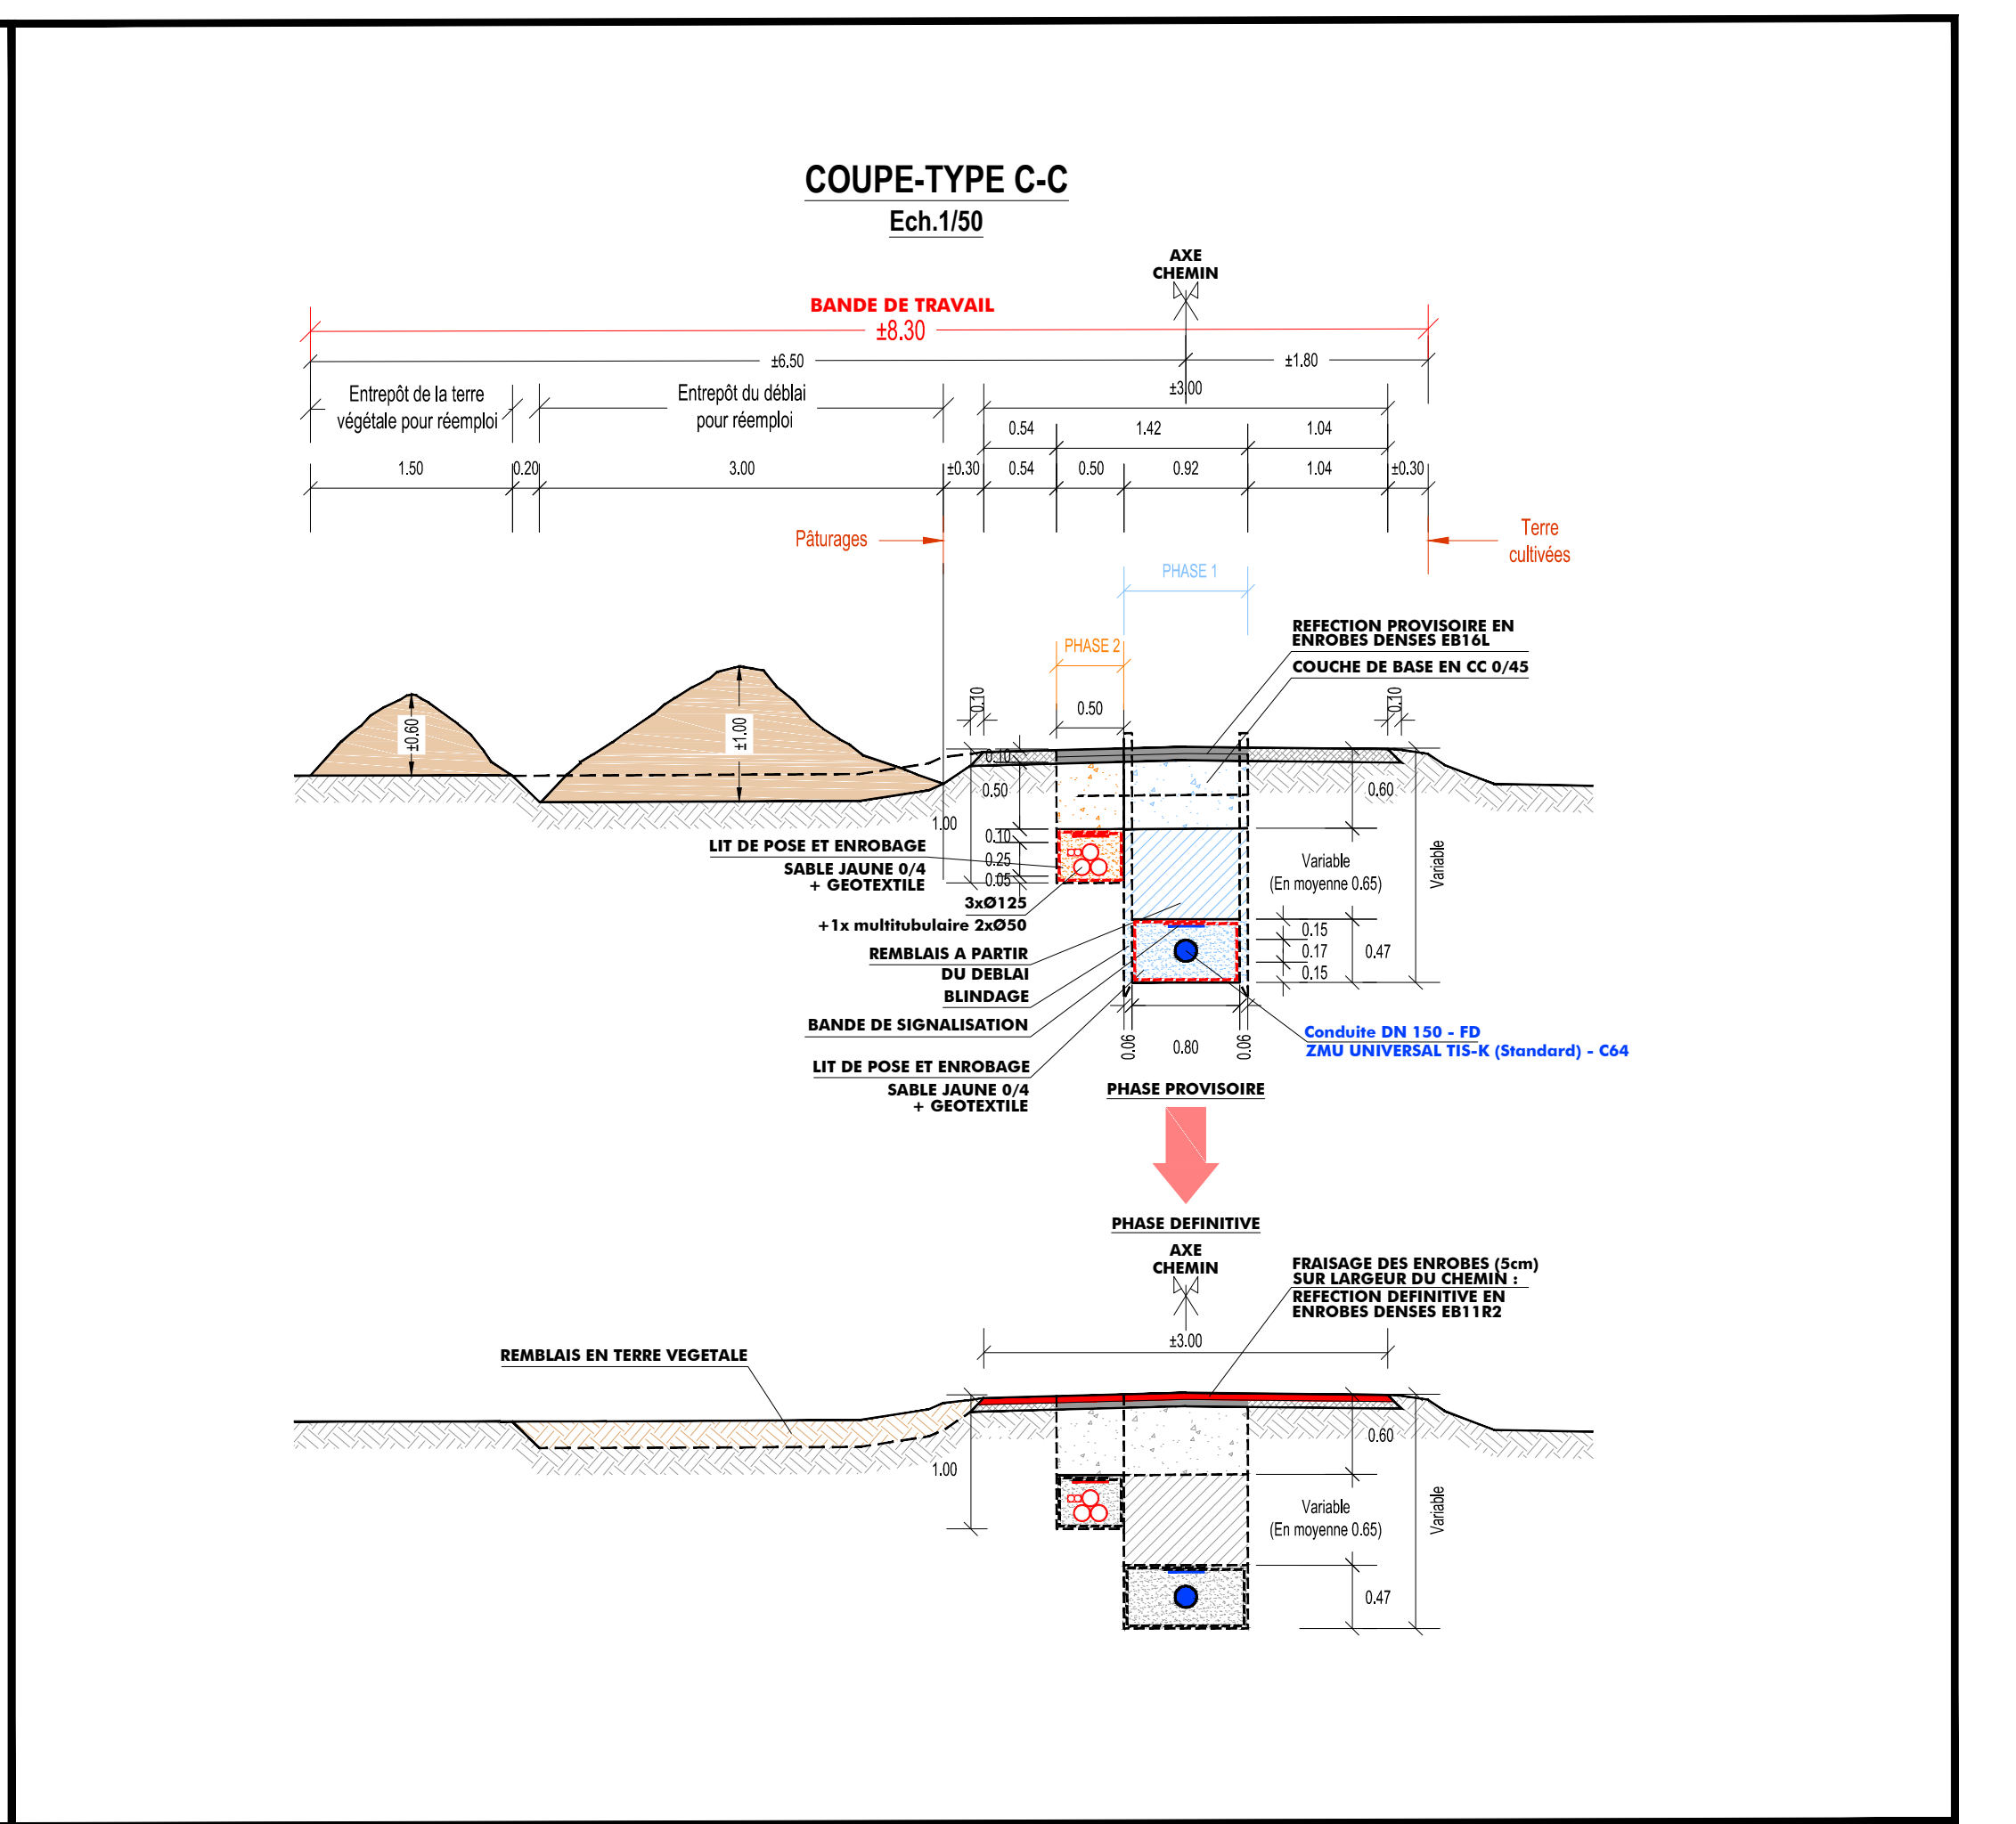 COUPE-TYPE C-C
Ech.1/50
AXE
CHEMIN
BANDE DE TRAVAIL
±8.30
±6.50
±1.80
Entrepôt de la terre
végétale pour réemploi
Entrepôt du déblai
pour réemploi
±3.00
0.54 1.42 1.04
1.50 0.20 3.00 ±0.30 0.54 0.50 0.92 1.04 ±0.30
Pâturages
Terre
cultivées
PHASE 1
PHASE 2
REFECTION PROVISOIRE EN
ENROBES DENSES EB16L
COUCHE DE BASE EN CC 0/45
0.10
0.50
0.10
±0.60
±1.00
0.10
0.50
1.00
0.10
0.25
0.05
0.60
Variable
(En moyenne 0.65)
Variable
0.15
0.17
0.15
0.47
LIT DE POSE ET ENROBAGE
SABLE JAUNE 0/4
+ GEOTEXTILE
3xØ125
+1x multitubulaire 2xØ50
REMBLAIS A PARTIR
DU DEBLAI
BLINDAGE
BANDE DE SIGNALISATION
LIT DE POSE ET ENROBAGE
SABLE JAUNE 0/4
+ GEOTEXTILE
0.06
0.80
0.06
Conduite DN 150 - FD
ZMU UNIVERSAL TIS-K (Standard) - C64
PHASE PROVISOIRE
PHASE DEFINITIVE
AXE
CHEMIN
FRAISAGE DES ENROBES (5cm)
SUR LARGEUR DU CHEMIN :
REFECTION DEFINITIVE EN
ENROBES DENSES EB11R2
±3.00
REMBLAIS EN TERRE VEGETALE
1.00
0.60
Variable
(En moyenne 0.65)
Variable
0.47